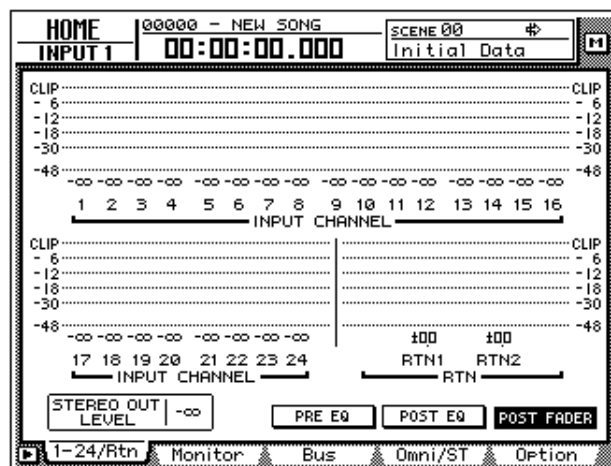 HOME
00000 - NEW SONG
SCENE 00
INPUT 1
00:00:00.000
Initial Data
M
CLIP CLIP
- 6 - 6
-12 -12
-18 -18
-30 -30
-48 -48
-∞ -∞ -∞ -∞ -∞ -∞ -∞ -∞ -∞ -∞ -∞ -∞ -∞ -∞ -∞ -∞
1 2 3 4 5 6 7 8 9 10 11 12 13 14 15 16
INPUT CHANNEL
CLIP CLIP
- 6 - 6
-12 -12
-18 -18
-30 -30
-48 -48
-∞ -∞ -∞ -∞ -∞ -∞ -∞ -∞
17 18 19 20 21 22 23 24 RTN1 RTN2
INPUT CHANNEL RTN
STEREO OUT LEVEL -∞
PRE EQ POST EQ POST FADER
1-24/Rtn Monitor Bus Omni/ST Option